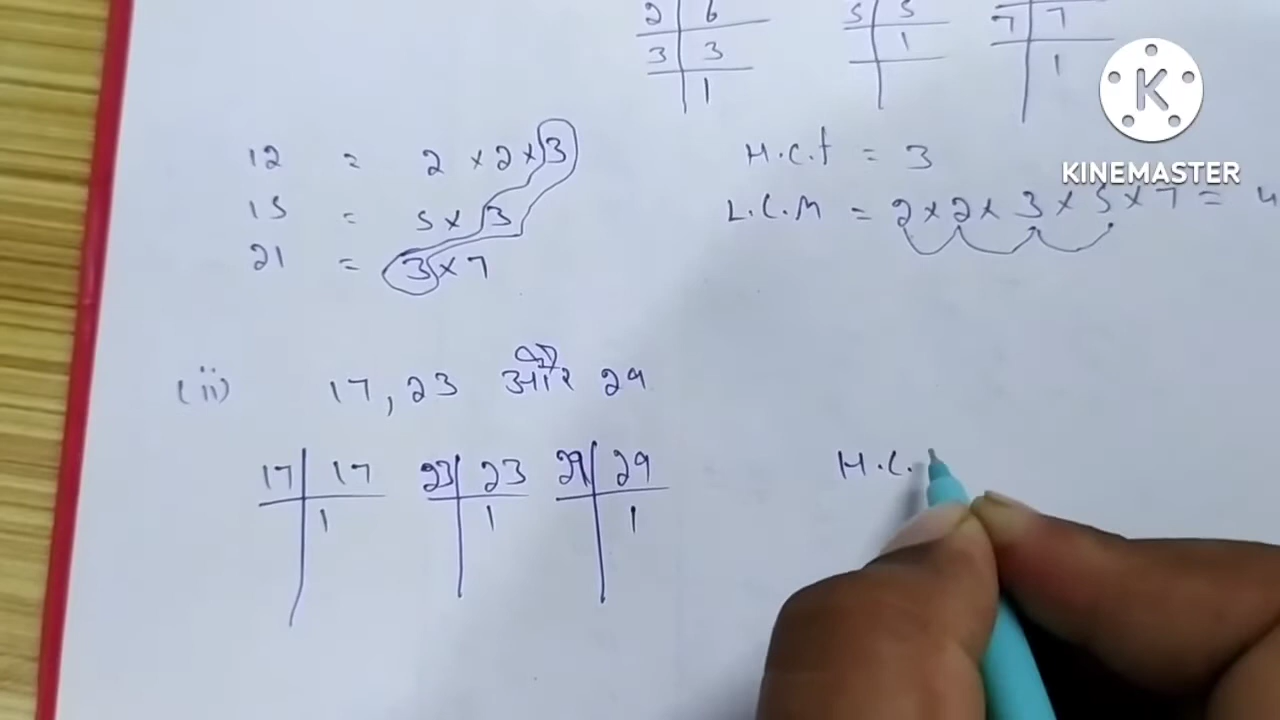 2 | 6
3 | 3
1
5 | 5
1
7 | 7
1
KINEMASTER
12 = 2 × 2 × 3
15 = 5 × 3
21 = 3 × 7
H.C.f = 3
L.C.M = 2 × 2 × 3 × 5 × 7 = 4
(ii) 17, 23 और 29
17 | 17
1
23 | 23
1
29 | 29
1
H.C.